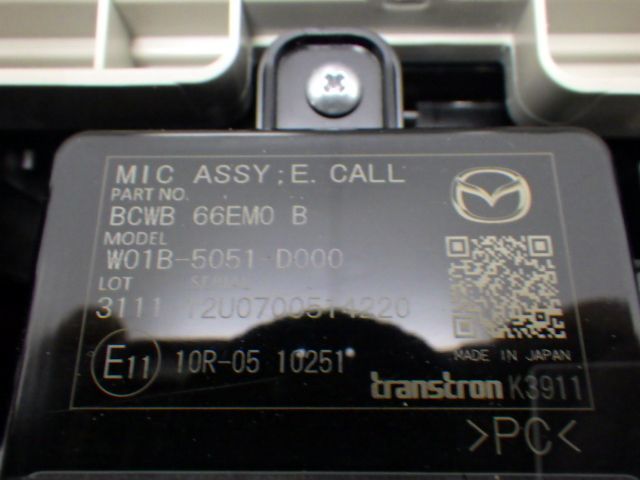 MIC ASSY;E. CALL
PART NO.
BCWB 66EM0 B
MODEL
W01B-5051-D000
LOT SERIAL
3111 T2U0700514220
E11 10R-05 10251
MADE IN JAPAN
transtron K3911
>PC<